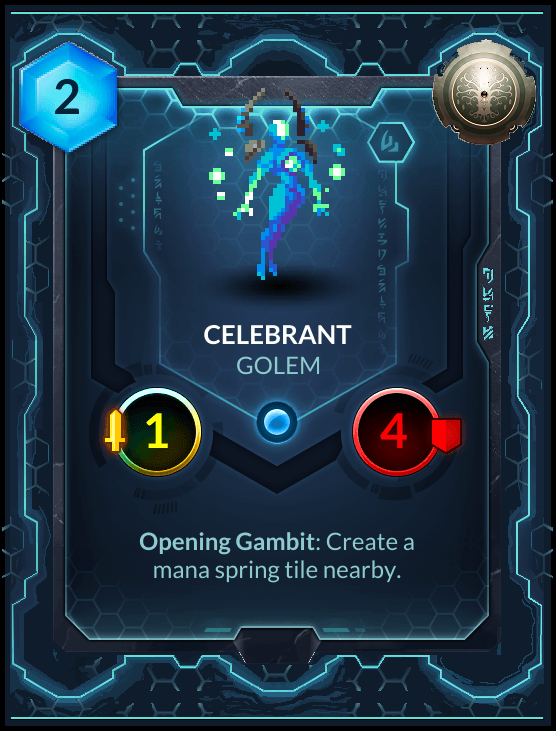 2
CELEBRANT
GOLEM
1
4
Opening Gambit: Create a
mana spring tile nearby.